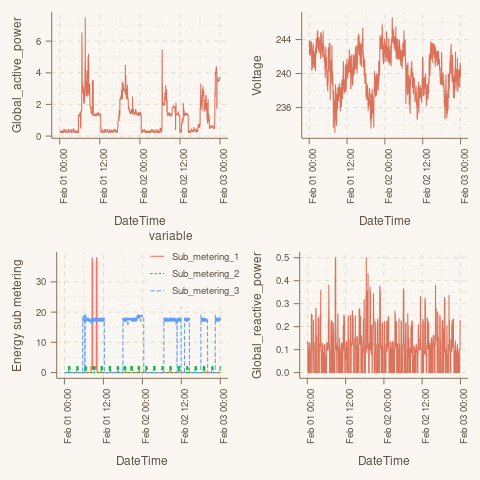 Global_active_power
6
4
2
0
Feb 01 00:00
Feb 01 12:00
Feb 02 00:00
Feb 02 12:00
Feb 03 00:00
DateTime
Voltage
244
240
236
Feb 01 00:00
Feb 01 12:00
Feb 02 00:00
Feb 02 12:00
Feb 03 00:00
DateTime
variable
Sub_metering_1
Sub_metering_2
Sub_metering_3
Energy sub metering
30
20
10
0
Feb 01 00:00
Feb 01 12:00
Feb 02 00:00
Feb 02 12:00
Feb 03 00:00
DateTime
Global_reactive_power
0.5
0.4
0.3
0.2
0.1
0.0
Feb 01 00:00
Feb 01 12:00
Feb 02 00:00
Feb 02 12:00
Feb 03 00:00
DateTime